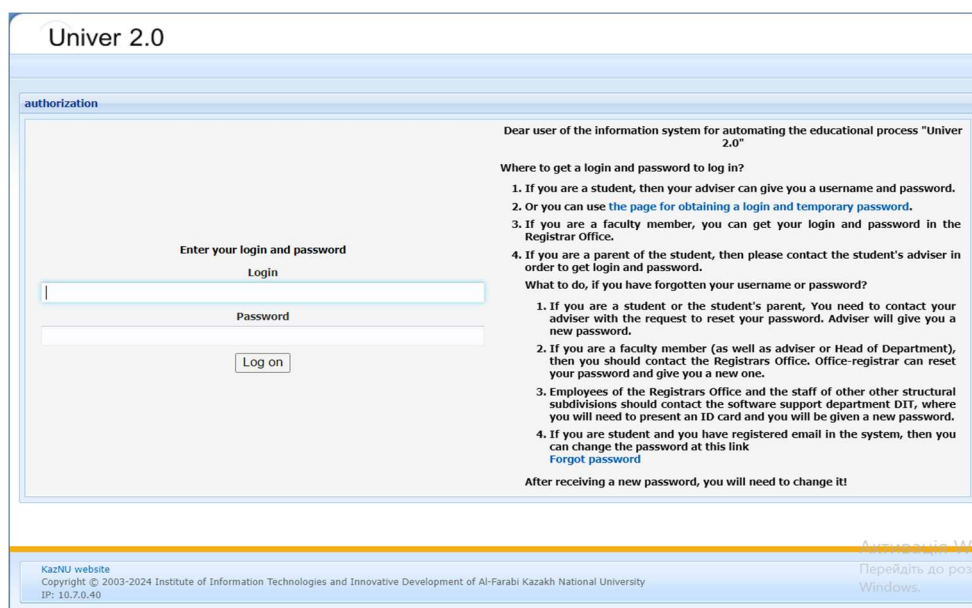 Univer 2.0
authorization
Enter your login and password
Login
Password
Log on
Dear user of the information system for automating the educational process "Univer
2.0"
Where to get a login and password to log in?
1. If you are a student, then your adviser can give you a username and password.
2. Or you can use the page for obtaining a login and temporary password.
3. If you are a faculty member, you can get your login and password in the
Registrar Office.
4. If you are a parent of the student, then please contact the student's adviser in
order to get login and password.
What to do, if you have forgotten your username or password?
1. If you are a student or the student's parent, You need to contact your
adviser with the request to reset your password. Adviser will give you a
new password.
2. If you are a faculty member (as well as adviser or Head of Department),
then you should contact the Registrars Office. Office-registrar can reset
your password and give you a new one.
3. Employees of the Registrars Office and the staff of other other structural
subdivisions should contact the software support department DIT, where
you will need to present an ID card and you will be given a new password.
4. If you are student and you have registered email in the system, then you
can change the password at this link
Forgot password
After receiving a new password, you will need to change it!
KazNU website
Copyright © 2003-2024 Institute of Information Technologies and Innovative Development of Al-Farabi Kazakh National University
IP: 10.7.0.40
Активація W
Перейдіть до роз
Windows.